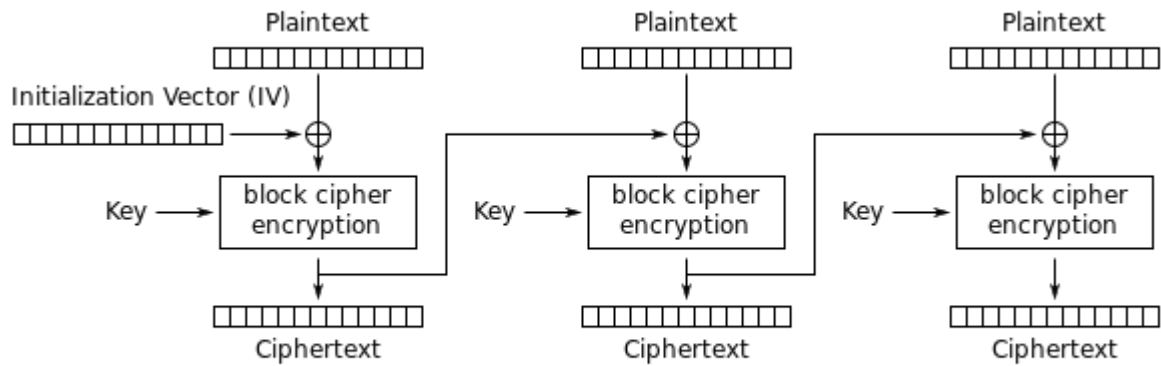 Plaintext
Plaintext
Plaintext
Initialization Vector (IV)
Key
block cipher
encryption
Key
block cipher
encryption
Key
block cipher
encryption
Ciphertext
Ciphertext
Ciphertext